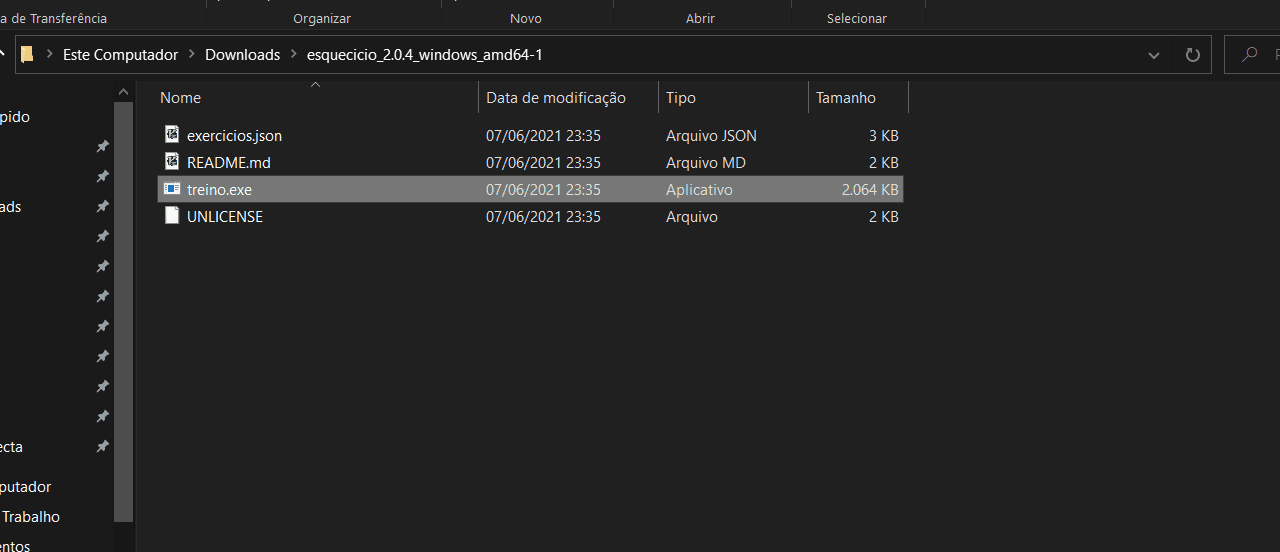 a de Transferência Organizar Novo Abrir Selecionar
Este Computador > Downloads > esquecicio_2.0.4_windows_amd64-1
Nome Data de modificação Tipo Tamanho
pido
exercicios.json 07/06/2021 23:35 Arquivo JSON 3 KB
README.md 07/06/2021 23:35 Arquivo MD 2 KB
treino.exe 07/06/2021 23:35 Aplicativo 2.064 KB
ads
UNLICENSE 07/06/2021 23:35 Arquivo 2 KB
ecta
putador
Trabalho
entos